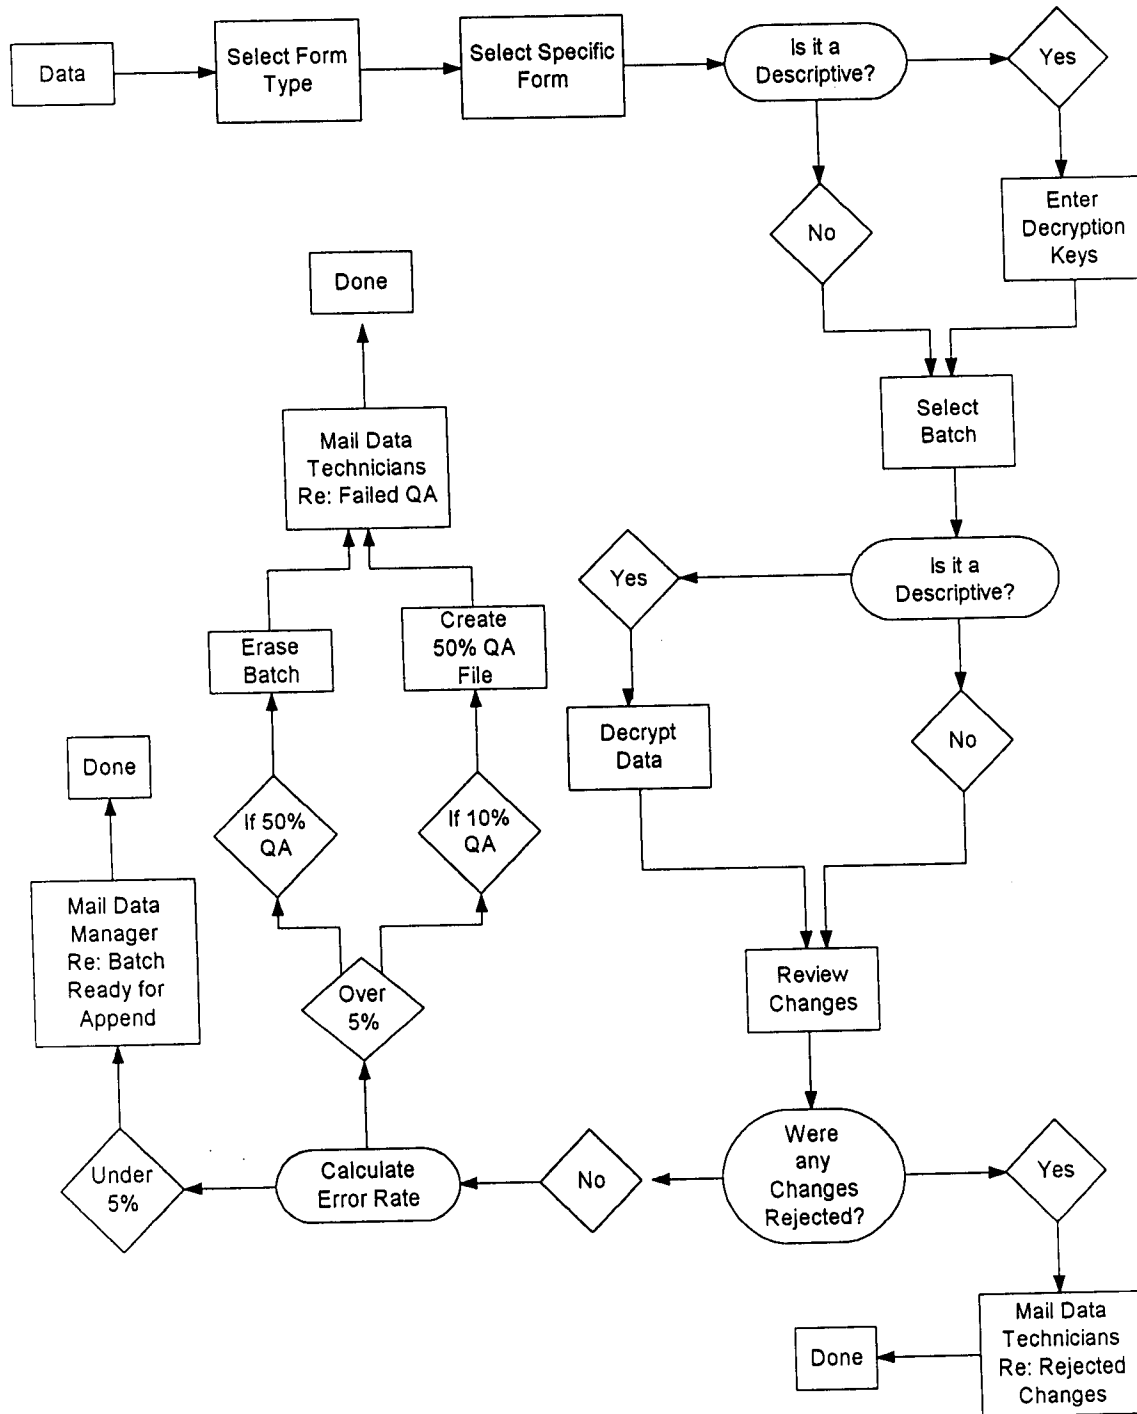 Data
Select Form
Type
Select Specific
Form
Is it a
Descriptive?
Yes
No
Enter
Decryption
Keys
Select
Batch
Is it a
Descriptive?
Yes
No
Decrypt
Data
Review
Changes
Were
any
Changes
Rejected?
Yes
Mail Data
Technicians
Re: Rejected
Changes
Done
No
Calculate
Error Rate
Under
5%
Mail Data
Manager
Re: Batch
Ready for
Append
Done
Over
5%
If 50%
QA
If 10%
QA
Erase
Batch
Create
50% QA
File
Mail Data
Technicians
Re: Failed QA
Done